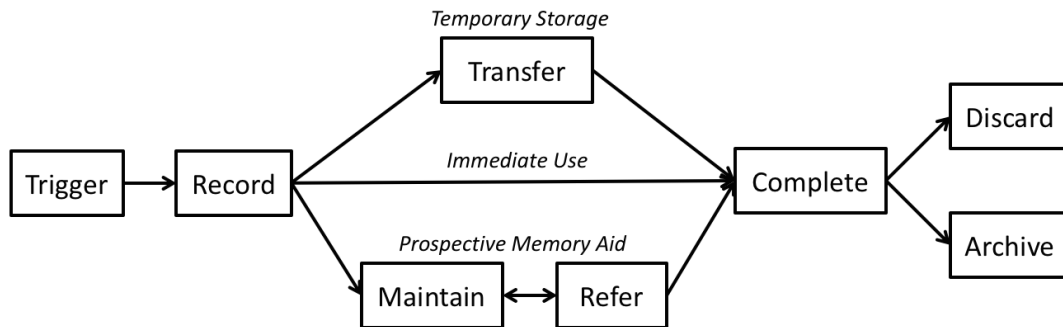 Temporary Storage
Transfer
Discard
Immediate Use
Trigger
Record
Complete
Prospective Memory Aid
Archive
Maintain
Refer